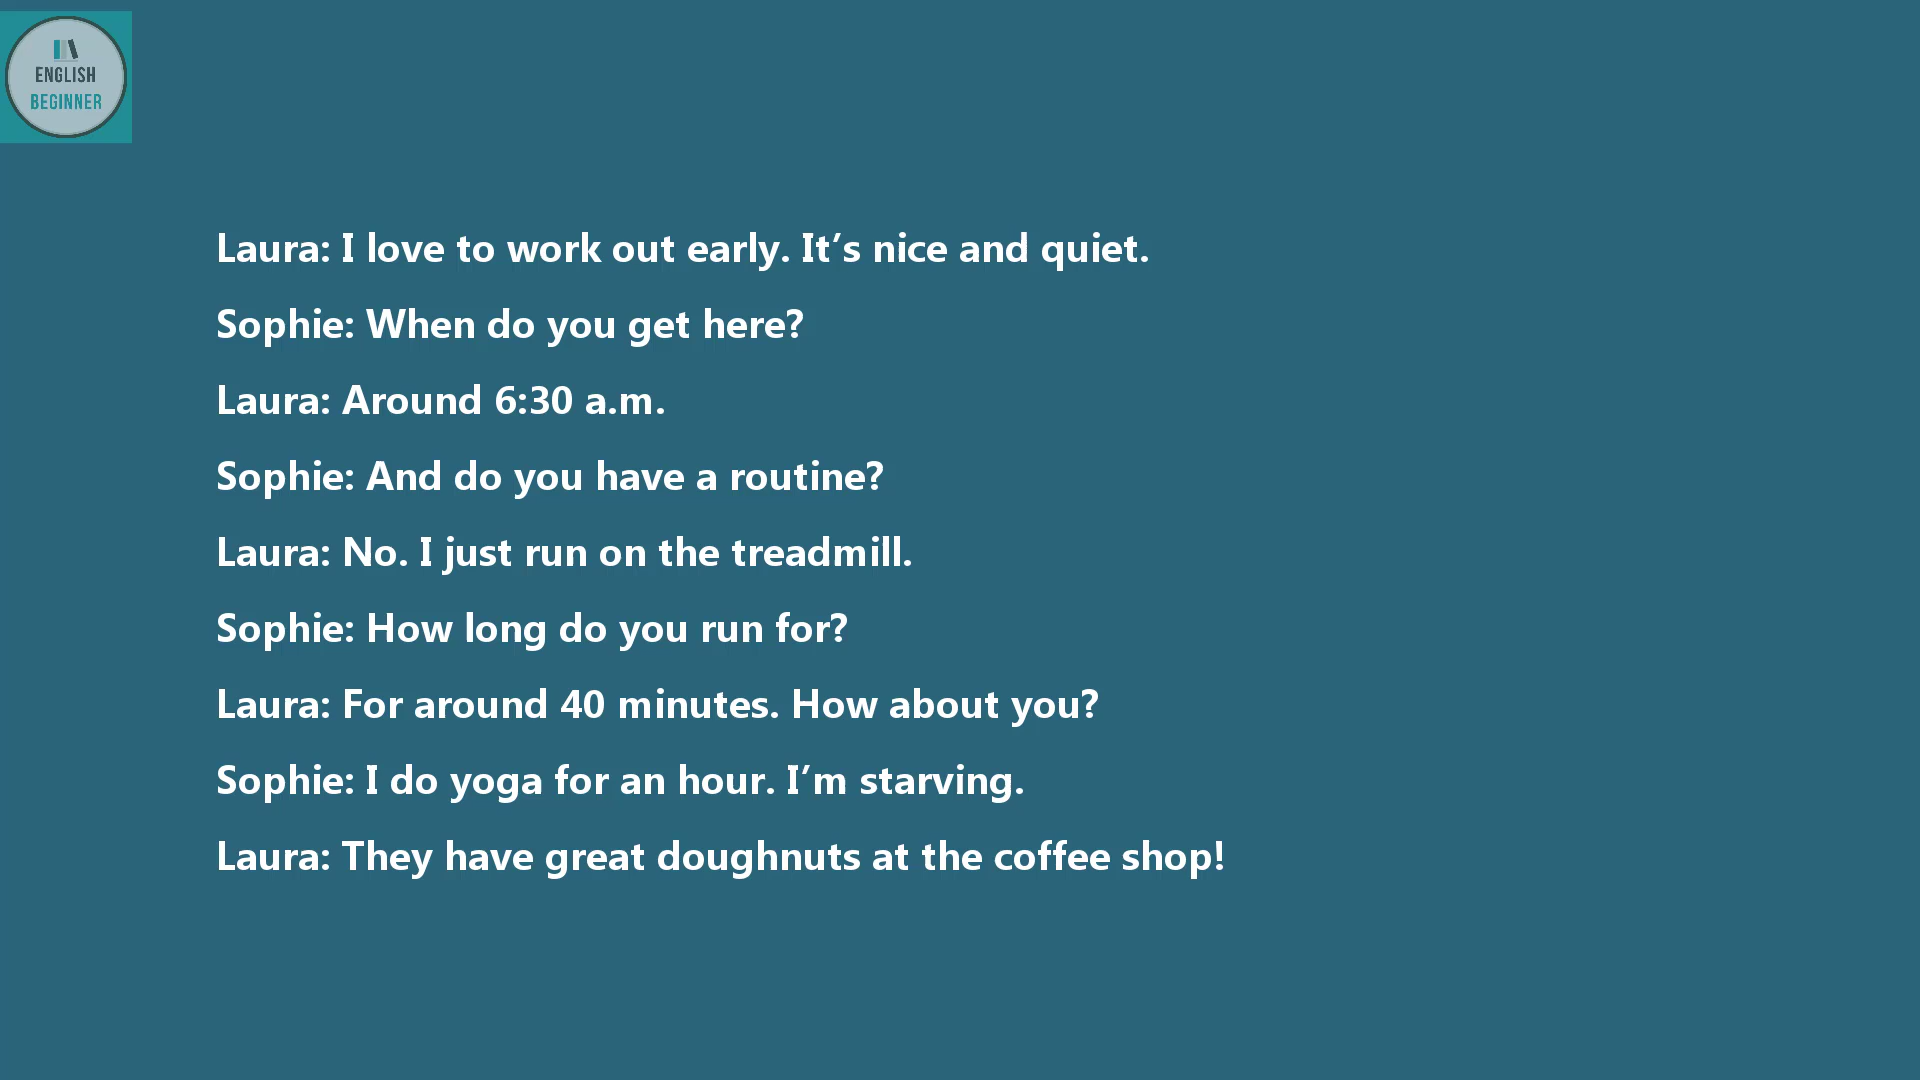 ENGLISH
BEGINNER
Laura: I love to work out early. It’s nice and quiet.
Sophie: When do you get here?
Laura: Around 6:30 a.m.
Sophie: And do you have a routine?
Laura: No. I just run on the treadmill.
Sophie: How long do you run for?
Laura: For around 40 minutes. How about you?
Sophie: I do yoga for an hour. I’m starving.
Laura: They have great doughnuts at the coffee shop!